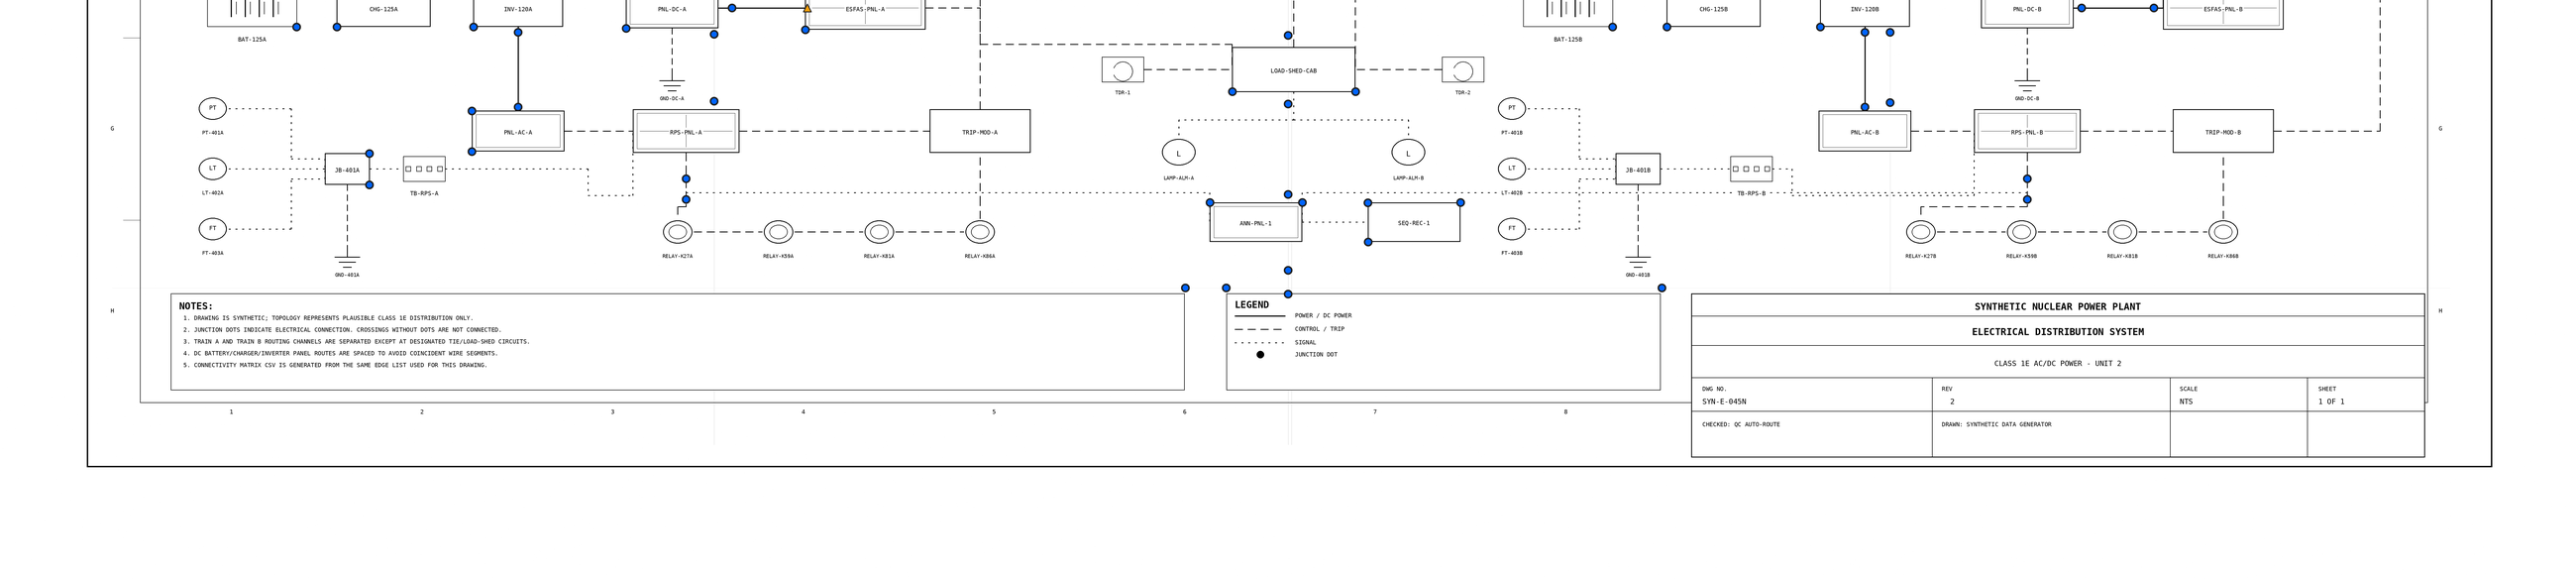 BAT-125A
CHG-125A
INV-120A
PNL-DC-A
ESFAS-PNL-A
BAT-125B
CHG-125B
INV-120B
PNL-DC-B
ESFAS-PNL-B
GND-DC-A
LOAD-SHED-CAB
TDR-1
TDR-2
GND-DC-B
G
PT
PT-401A
LT
LT-402A
FT
FT-403A
JB-401A
GND-401A
TB-RPS-A
PNL-AC-A
RPS-PNL-A
TRIP-MOD-A
RELAY-K27A
RELAY-K59A
RELAY-K81A
RELAY-K86A
L
LAMP-ALM-A
L
LAMP-ALM-B
ANN-PNL-1
SEQ-REC-1
PT
PT-401B
LT
LT-402B
FT
FT-403B
JB-401B
GND-401B
TB-RPS-B
PNL-AC-B
RPS-PNL-B
TRIP-MOD-B
RELAY-K27B
RELAY-K59B
RELAY-K81B
RELAY-K86B
G
H
NOTES:
1. DRAWING IS SYNTHETIC; TOPOLOGY REPRESENTS PLAUSIBLE CLASS 1E DISTRIBUTION ONLY.
2. JUNCTION DOTS INDICATE ELECTRICAL CONNECTION. CROSSINGS WITHOUT DOTS ARE NOT CONNECTED.
3. TRAIN A AND TRAIN B ROUTING CHANNELS ARE SEPARATED EXCEPT AT DESIGNATED TIE/LOAD-SHED CIRCUITS.
4. DC BATTERY/CHARGER/INVERTER PANEL ROUTES ARE SPACED TO AVOID COINCIDENT WIRE SEGMENTS.
5. CONNECTIVITY MATRIX CSV IS GENERATED FROM THE SAME EDGE LIST USED FOR THIS DRAWING.
LEGEND
POWER / DC POWER
CONTROL / TRIP
SIGNAL
JUNCTION DOT
SYNTHETIC NUCLEAR POWER PLANT
ELECTRICAL DISTRIBUTION SYSTEM
CLASS 1E AC/DC POWER - UNIT 2
DWG NO.
SYN-E-045N
REV
2
SCALE
NTS
SHEET
1 OF 1
CHECKED: QC AUTO-ROUTE
DRAWN: SYNTHETIC DATA GENERATOR
H
1 2 3 4 5 6 7 8